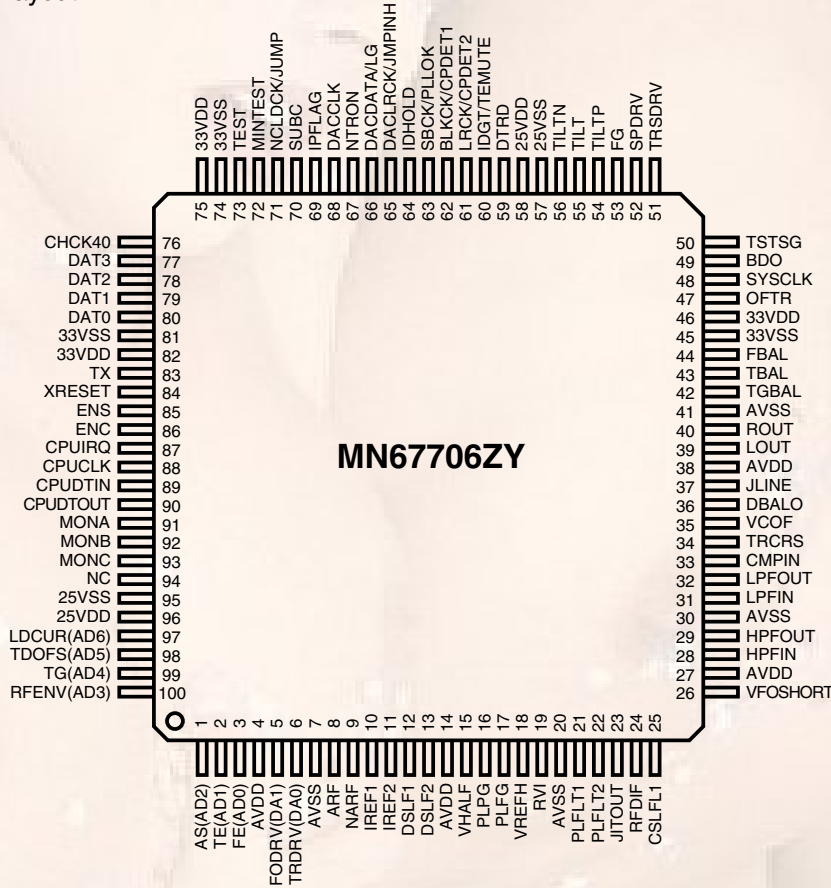 33VDD
33VSS
TEST
MINTEST
NCLDCK/JUMP
SUBC
IPFLAG
DACCLK
NTRON
DACDATA/LG
DACLRCK/JMPINH
IDHOLD
SBCK/PLLOK
BLKCK/CPDET1
LRCK/CPDET2
IDGT/TEMUTE
DTRD
25VDD
25VSS
TILTN
TILT
TILTP
FG
SPDRV
TRSDRV
75 74 73 72 71 70 69 68 67 66 65 64 63 62 61 60 59 58 57 56 55 54 53 52 51
CHCK40 76
DAT3 77
DAT2 78
DAT1 79
DAT0 80
33VSS 81
33VDD 82
TX 83
XRESET 84
ENS 85
ENC 86
CPUIRQ 87
CPUCLK 88
CPUDTIN 89
CPUDTOUT 90
MONA 91
MONB 92
MONC 93
NC 94
25VSS 95
25VDD 96
LDCUR(AD6) 97
TDOFS(AD5) 98
TG(AD4) 99
RFENV(AD3) 100
MN67706ZY
50 TSTSG
49 BDO
48 SYSCLK
47 OFTR
46 33VDD
45 33VSS
44 FBAL
43 TBAL
42 TGBAL
41 AVSS
40 ROUT
39 LOUT
38 AVDD
37 JLINE
36 DBALO
35 VCOF
34 TRCRS
33 CMPIN
32 LPFOUT
31 LPFIN
30 AVSS
29 HPFOUT
28 HPFIN
27 AVDD
26 VFOSHORT
1 2 3 4 5 6 7 8 9 10 11 12 13 14 15 16 17 18 19 20 21 22 23 24 25
AS(AD2)
TE(AD1)
FE(AD0)
AVDD
FODRV(DA1)
TRDRV(DA0)
AVSS
ARF
NARF
IREF1
IREF2
DSLF1
DSLF2
AVDD
VHALF
PLPG
PLFG
VREFH
RVI
AVSS
PLFLT1
PLFLT2
JITOUT
RFDIF
CSLFL1